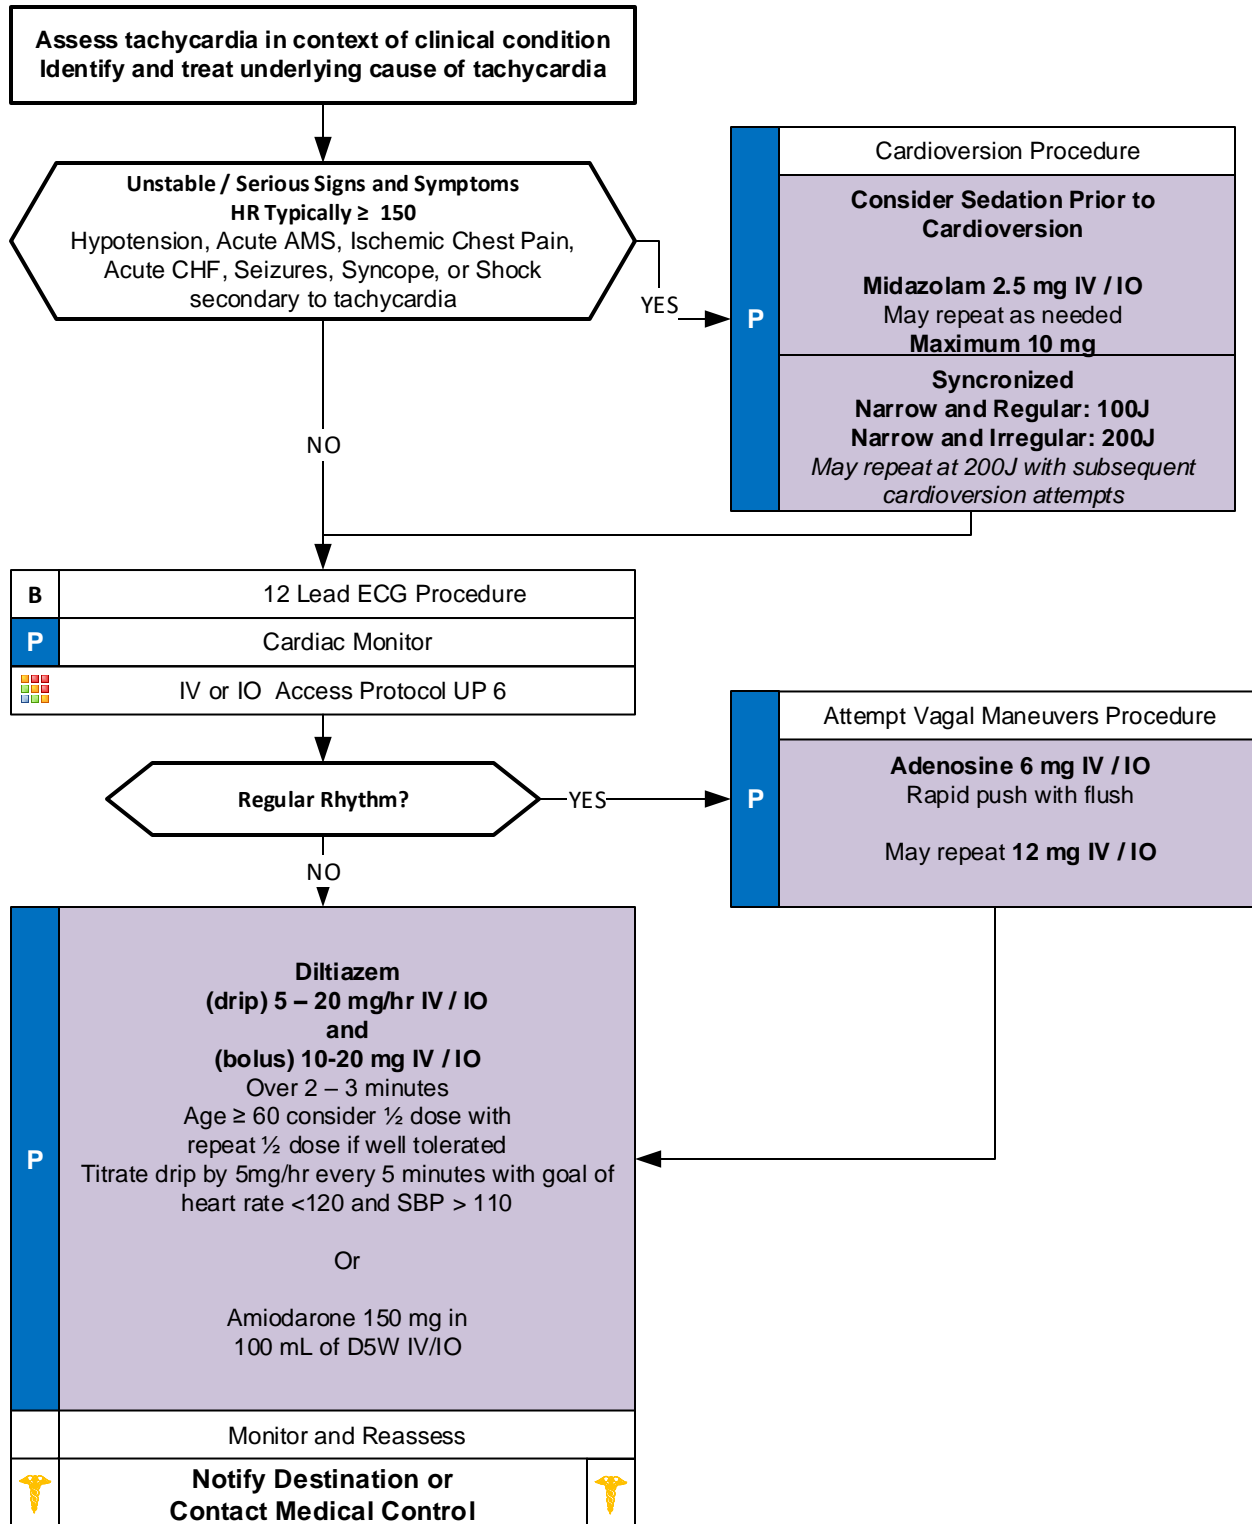 Assess tachycardia in context of clinical condition
Identify and treat underlying cause of tachycardia
Unstable / Serious Signs and Symptoms
HR Typically ≥ 150
Hypotension, Acute AMS, Ischemic Chest Pain,
Acute CHF, Seizures, Syncope, or Shock
secondary to tachycardia
YES
P
Cardioversion Procedure
Consider Sedation Prior to
Cardioversion
Midazolam 2.5 mg IV / IO
May repeat as needed
Maximum 10 mg
Syncronized
Narrow and Regular: 100J
Narrow and Irregular: 200J
May repeat at 200J with subsequent
cardioversion attempts
NO
B
12 Lead ECG Procedure
P
Cardiac Monitor
IV or IO Access Protocol UP 6
Regular Rhythm?
YES
P
Attempt Vagal Maneuvers Procedure
Adenosine 6 mg IV / IO
Rapid push with flush
May repeat 12 mg IV / IO
NO
P
Diltiazem
(drip) 5 – 20 mg/hr IV / IO
and
(bolus) 10-20 mg IV / IO
Over 2 – 3 minutes
Age ≥ 60 consider ½ dose with
repeat ½ dose if well tolerated
Titrate drip by 5mg/hr every 5 minutes with goal of
heart rate <120 and SBP > 110
Or
Amiodarone 150 mg in
100 mL of D5W IV/IO
Monitor and Reassess
Notify Destination or
Contact Medical Control